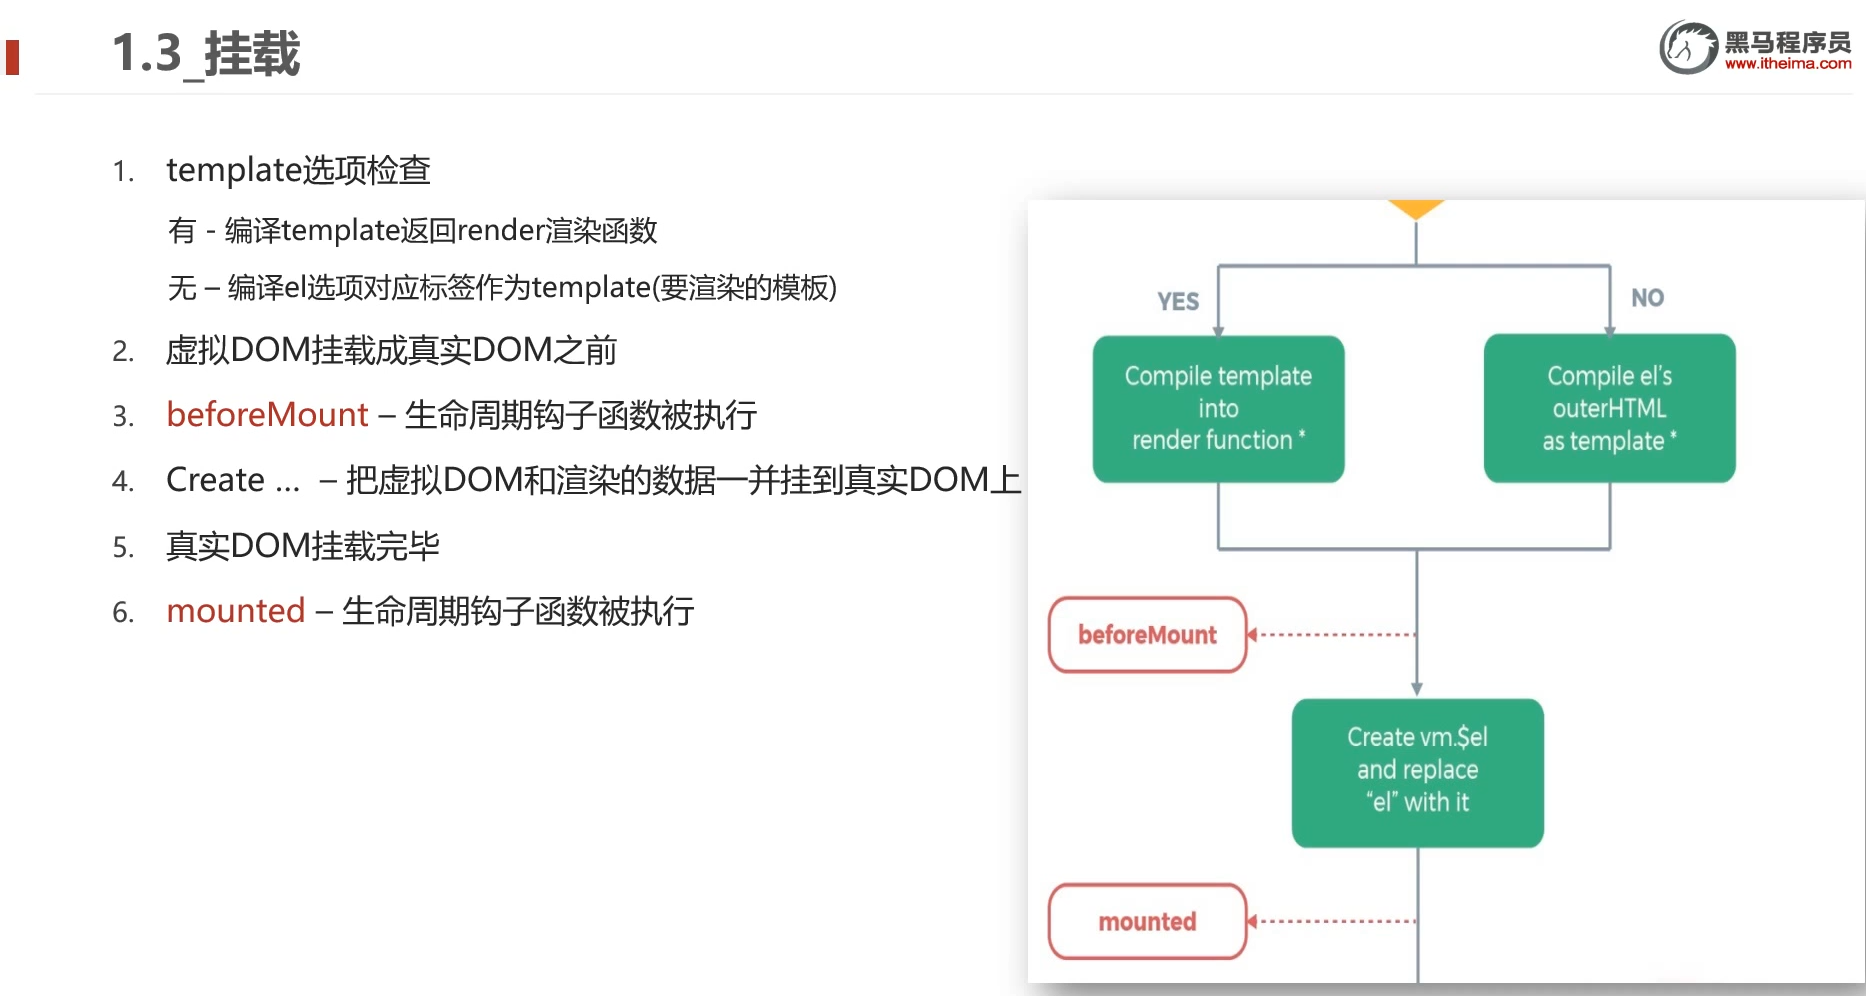 1.3_挂载
黑马程序员
www.itheima.com
1. template选项检查
有 - 编译template返回render渲染函数
无 – 编译el选项对应标签作为template(要渲染的模板)
2. 虚拟DOM挂载成真实DOM之前
3. beforeMount – 生命周期钩子函数被执行
4. Create … – 把虚拟DOM和渲染的数据一并挂到真实DOM上
5. 真实DOM挂载完毕
6. mounted – 生命周期钩子函数被执行
YES
NO
Compile template
into
render function *
Compile el's
outerHTML
as template *
beforeMount
Create vm.$el
and replace
“el” with it
mounted